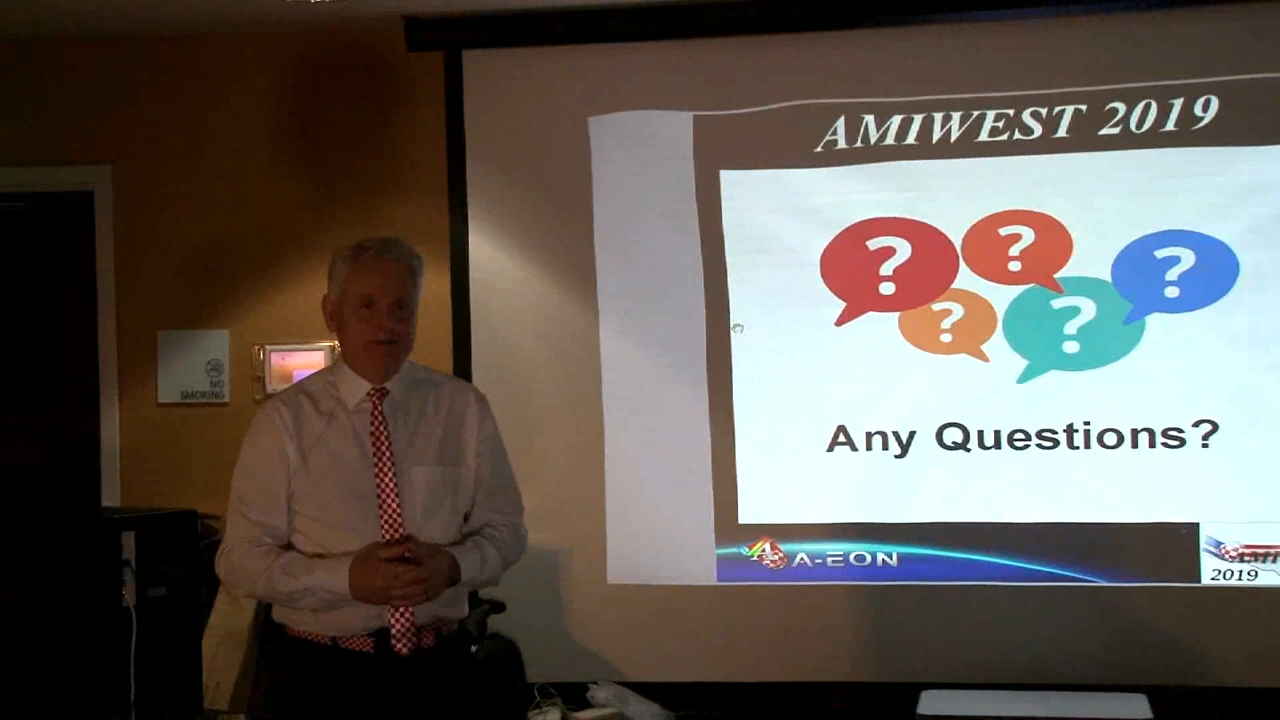 AMIWEST 2019
? ? ? ? ?
Any Questions?
NO
SMOKING
A-EON
2019